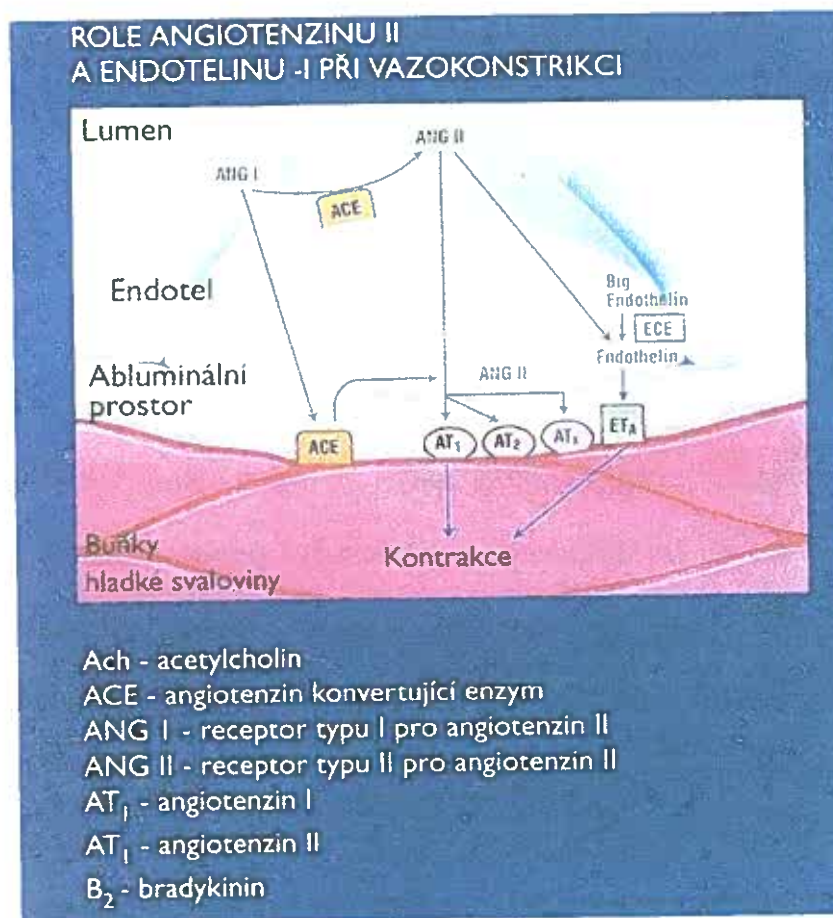 ROLE ANGIOTENZINU II
A ENDOTELINU -I PŘI VAZOKONSTRIKCI
Lumen
ANG II
ANG I
ACE
Endotel
Big
Endothelin
ECE
Endothelin
Abluminální
prostor
ANG II
ACE
AT₁
AT₂
ATₓ
ETA
Buňky
hladké svaloviny
Kontrakce
Ach - acetylcholin
ACE - angiotenzin konvertující enzym
ANG I - receptor typu I pro angiotenzin II
ANG II - receptor typu II pro angiotenzin II
AT₁ - angiotenzin I
AT₁ - angiotenzin II
B₂ - bradykinin